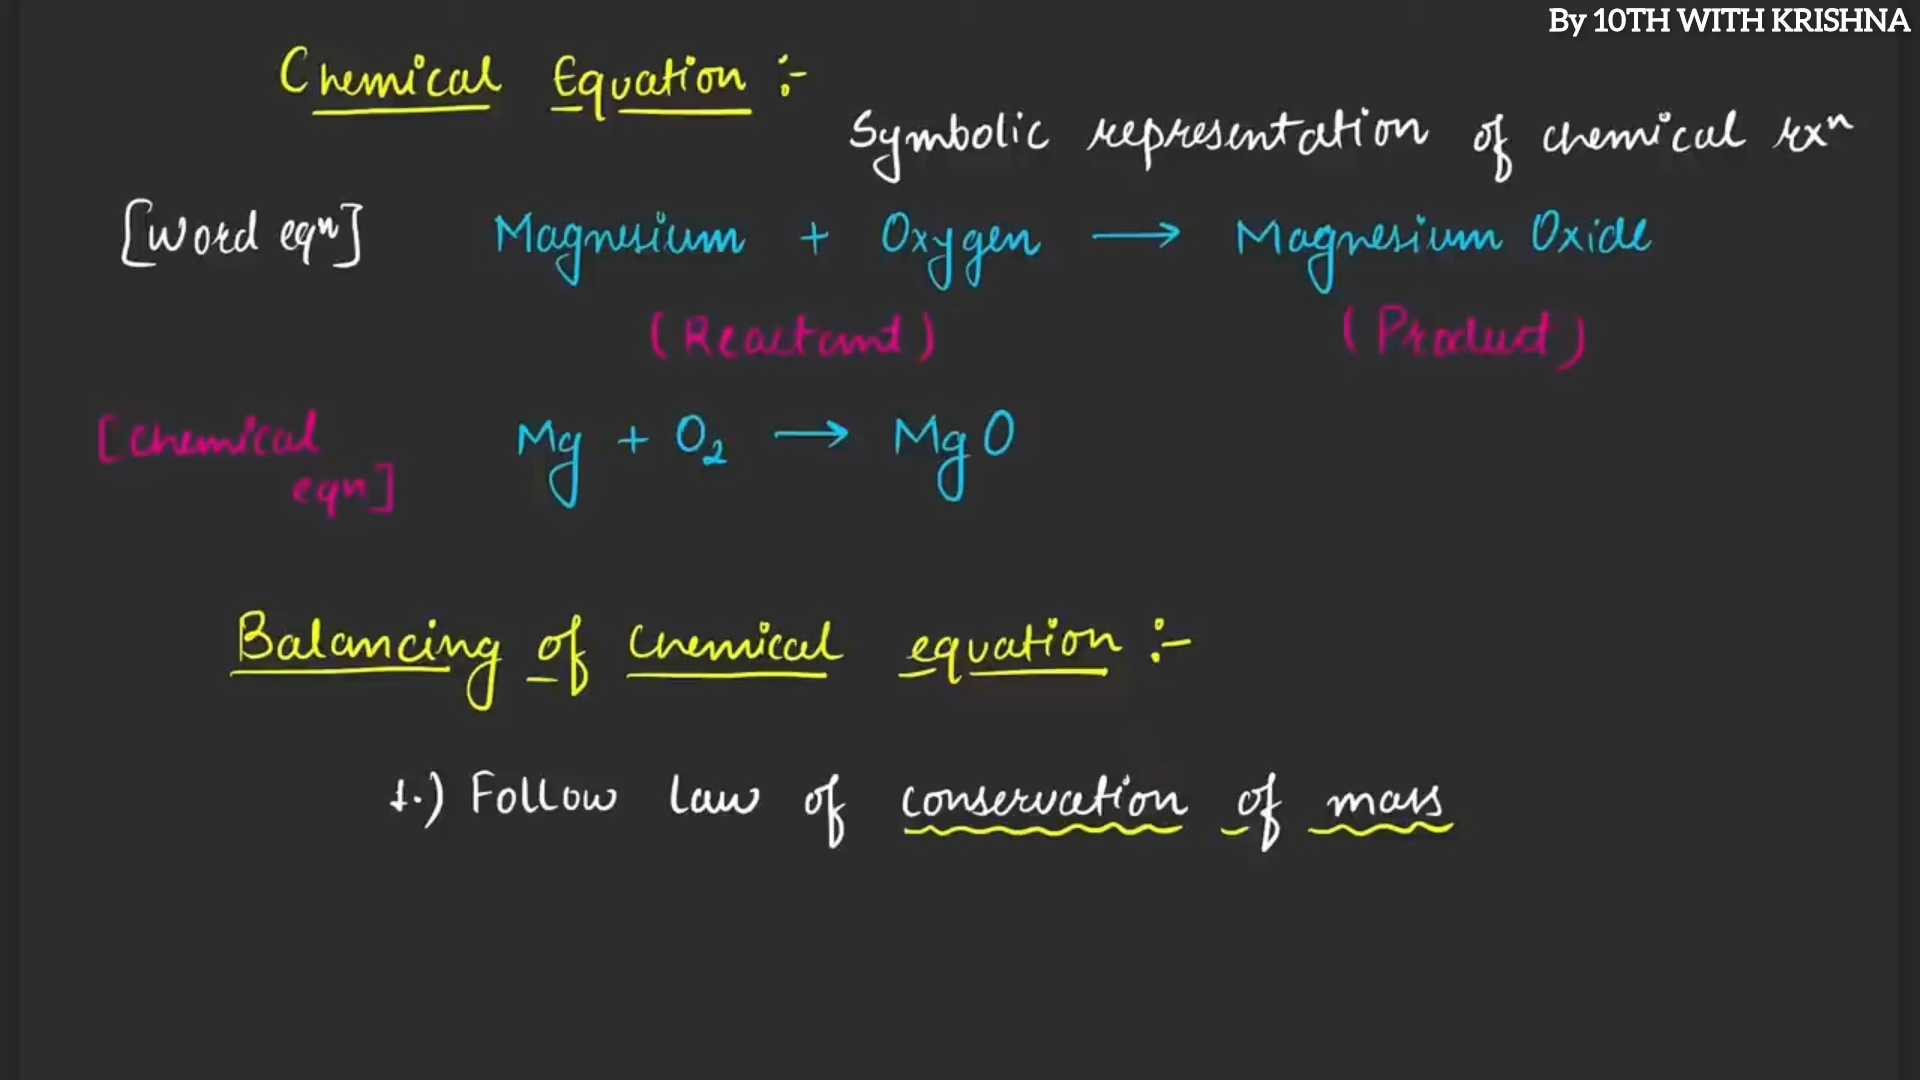 By 10TH WITH KRISHNA
Chemical Equation :-
Symbolic representation of chemical rxⁿ
[Word eqⁿ] Magnesium + Oxygen ⟶ Magnesium Oxide
(Reactant) (Product)
[Chemical eqn] Mg + O₂ ⟶ MgO
Balancing of Chemical equation :-
1.) Follow law of conservation of mass